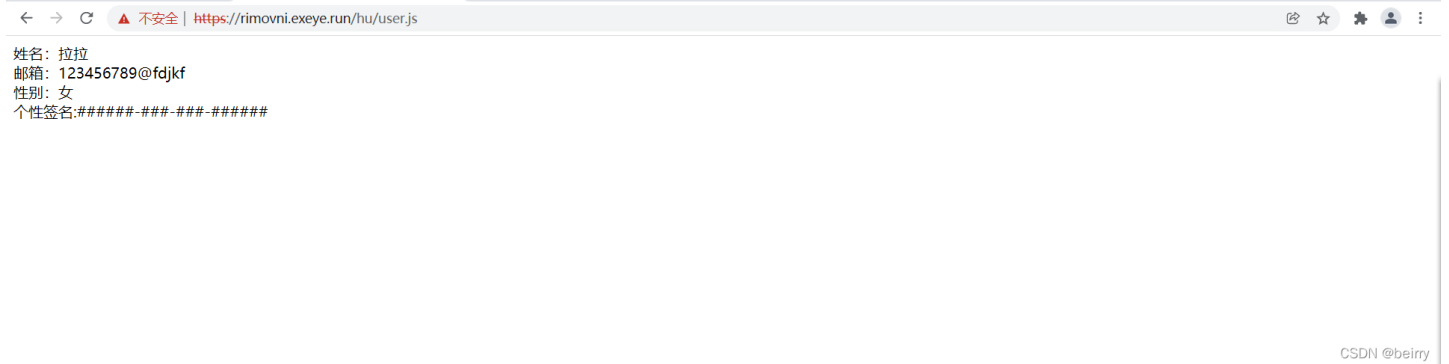 不安全 | https://rimovni.exeye.run/hu/user.js
姓名：拉拉
邮箱：123456789@fdjkf
性别：女
个性签名:######-###-###-######
CSDN @beirry